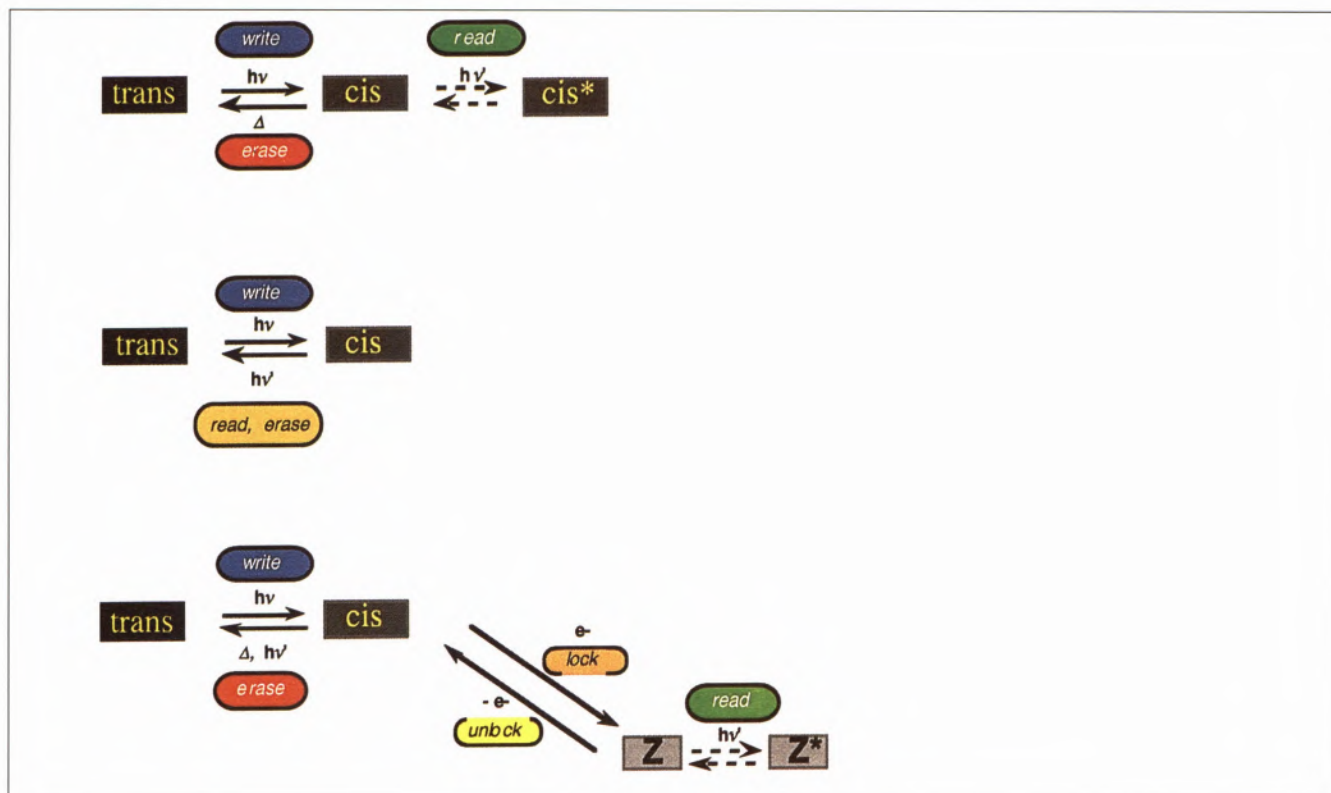 write read
hν hν'
trans cis cis*
Δ
erase
write
hν
trans cis
hν'
read, erase
write
hν
trans cis
Δ, hν'
erase
e-
lock
- e-
unbck
read
hν'
Z Z*